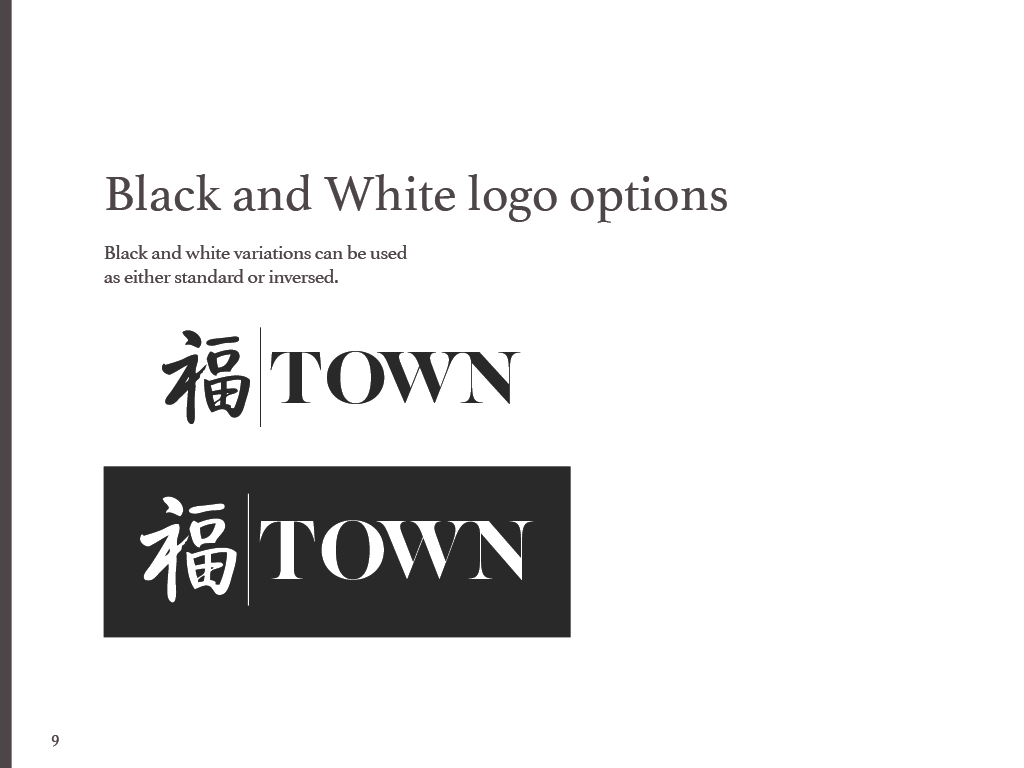 Black and White logo options
Black and white variations can be used
as either standard or inversed.
福 TOWN
福 TOWN
9